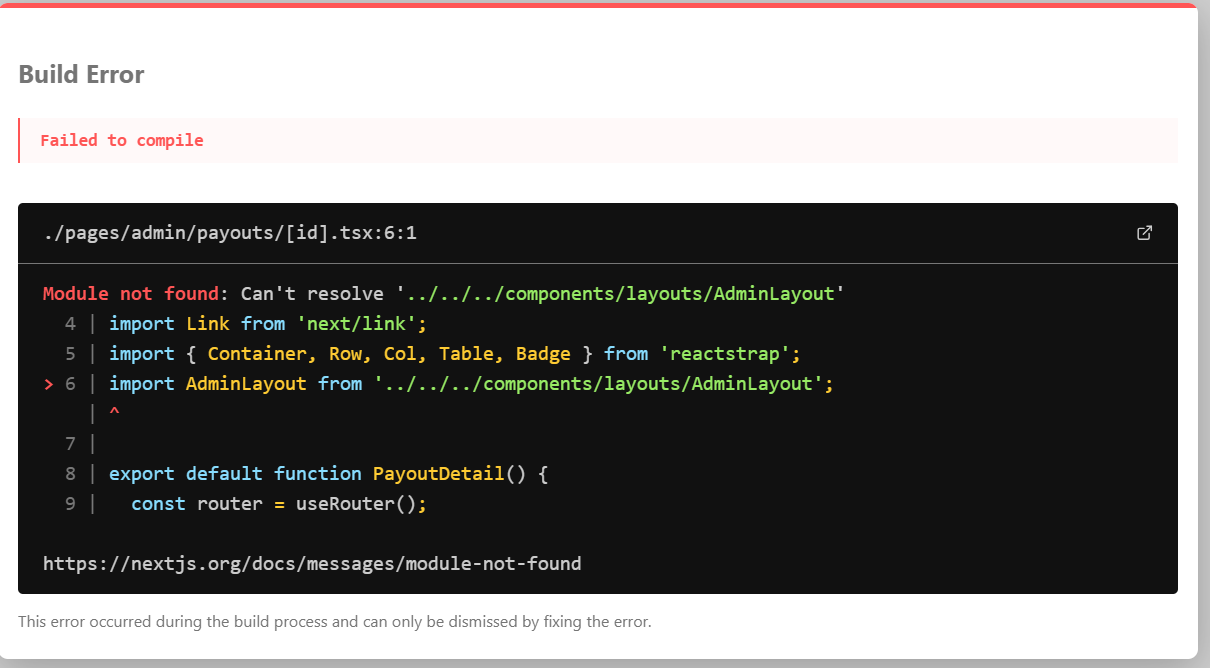 Build Error
Failed to compile
./pages/admin/payouts/[id].tsx:6:1
Module not found: Can't resolve '../../../components/layouts/AdminLayout'
  4 | import Link from 'next/link';
  5 | import { Container, Row, Col, Table, Badge } from 'reactstrap';
> 6 | import AdminLayout from '../../../components/layouts/AdminLayout';
    | ^
  7 |
  8 | export default function PayoutDetail() {
  9 |   const router = useRouter();
https://nextjs.org/docs/messages/module-not-found
This error occurred during the build process and can only be dismissed by fixing the error.